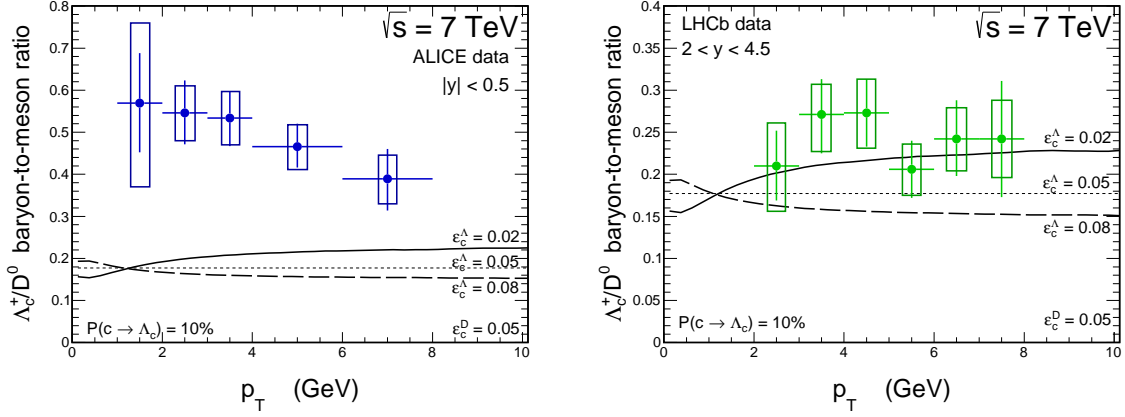 √s = 7 TeV
ALICE data
|y| < 0.5
Λc+/D0 baryon-to-meson ratio
0.8
0.7
0.6
0.5
0.4
0.3
0.2
0.1
0
εcΛ = 0.02
εcΛ = 0.05
εcΛ = 0.08
P(c → Λc) = 10%
εcD = 0.05
0 2 4 6 8 10
pT (GeV)
LHCb data
2 < y < 4.5
√s = 7 TeV
Λc+/D0 baryon-to-meson ratio
0.4
0.35
0.3
0.25
0.2
0.15
0.1
0.05
0
εcΛ = 0.02
εcΛ = 0.05
εcΛ = 0.08
P(c → Λc) = 10%
εcD = 0.05
0 2 4 6 8 10
pT (GeV)